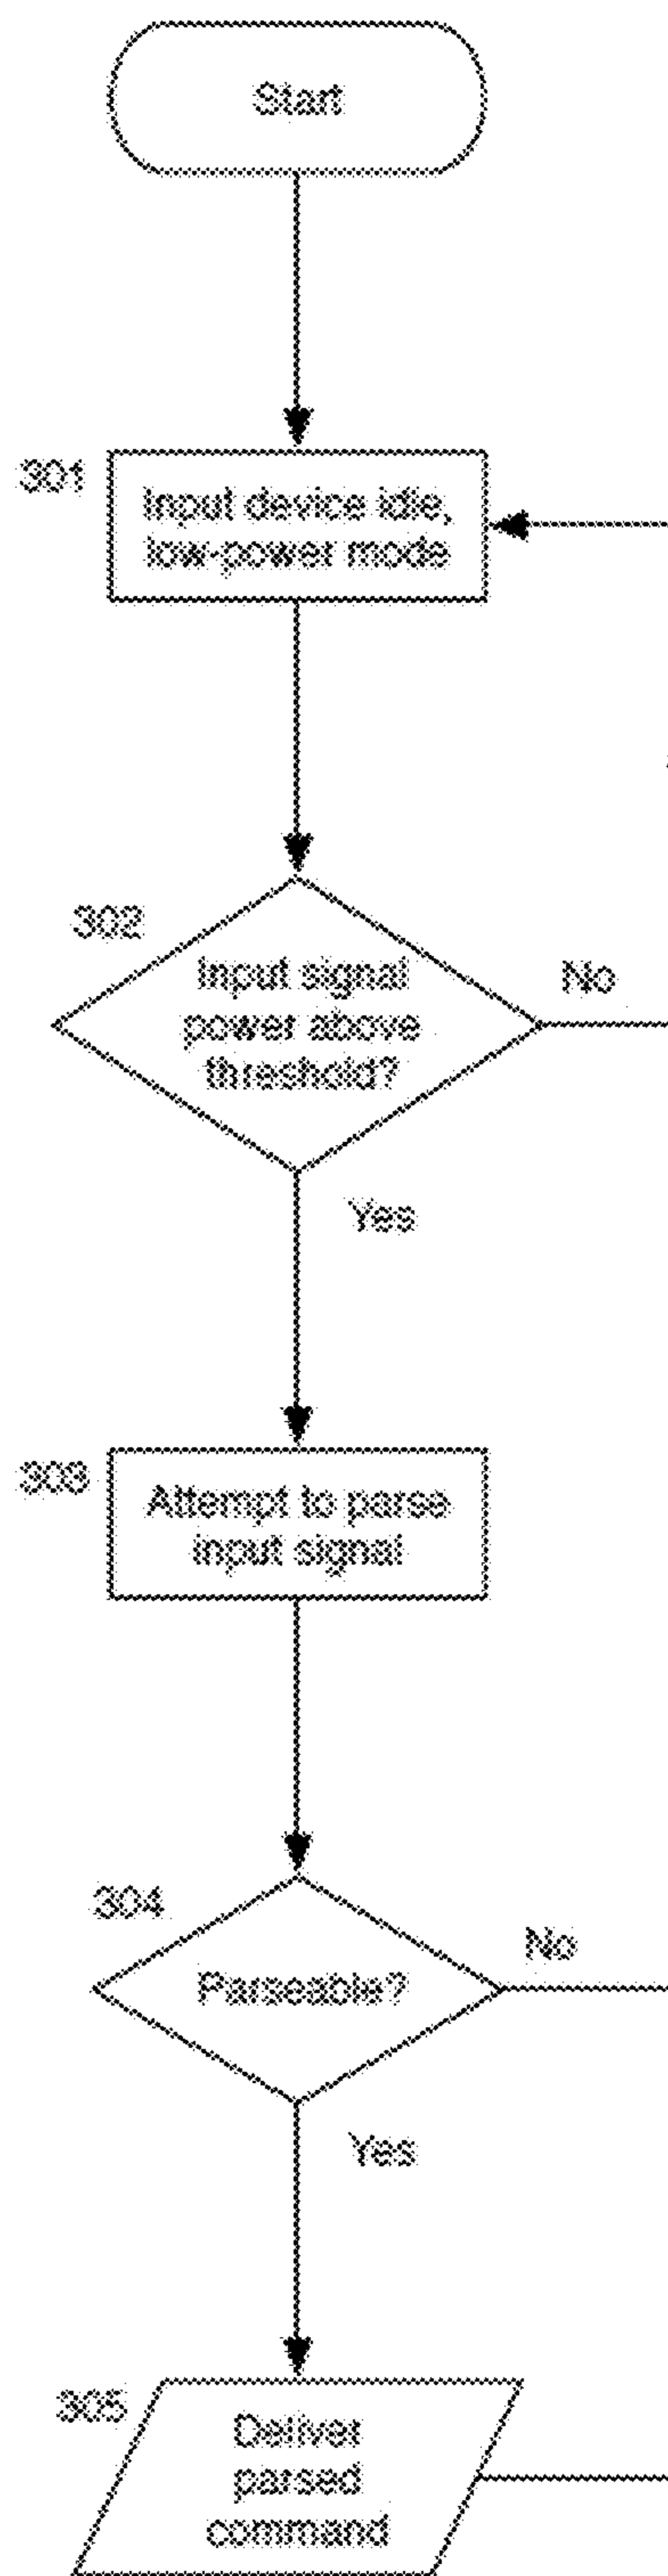 Start
301
Input device idle,
low-power mode
302
Input signal
power above
threshold?
No
Yes
303
Attempt to parse
input signal
304
Parseable?
No
Yes
305
Deliver
parsed
command